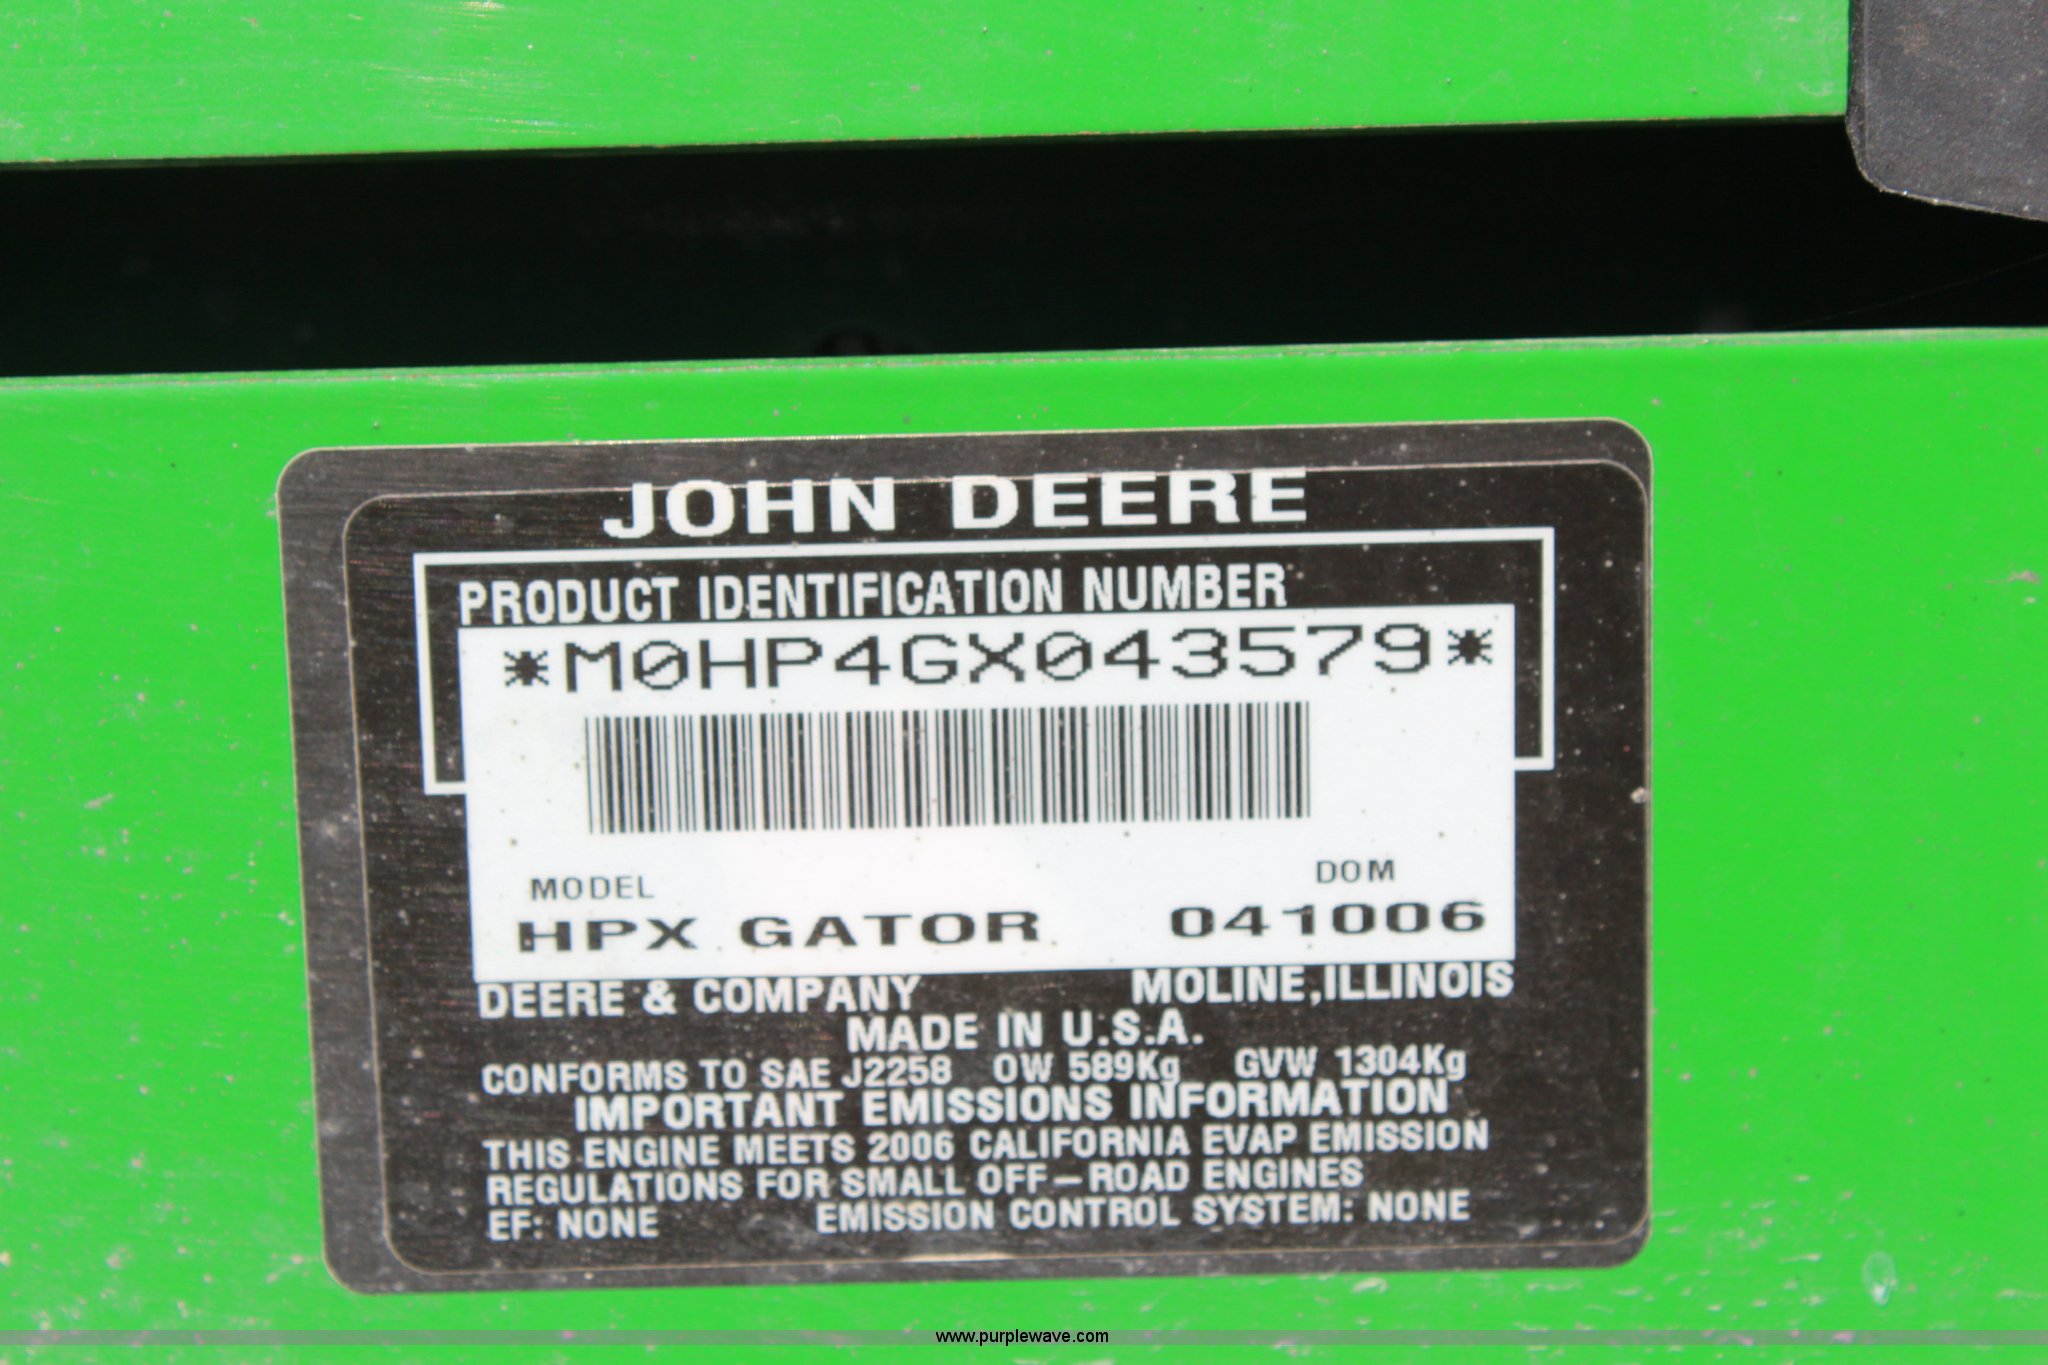 JOHN DEERE
PRODUCT IDENTIFICATION NUMBER
*M0HP4GX043579*
MODEL DOM
HPX GATOR 041006
DEERE & COMPANY MOLINE, ILLINOIS
MADE IN U.S.A.
CONFORMS TO SAE J2258 OW 589Kg GVW 1304Kg
IMPORTANT EMISSIONS INFORMATION
THIS ENGINE MEETS 2006 CALIFORNIA EVAP EMISSION
REGULATIONS FOR SMALL OFF-ROAD ENGINES
EF: NONE EMISSION CONTROL SYSTEM: NONE
www.purplewave.com